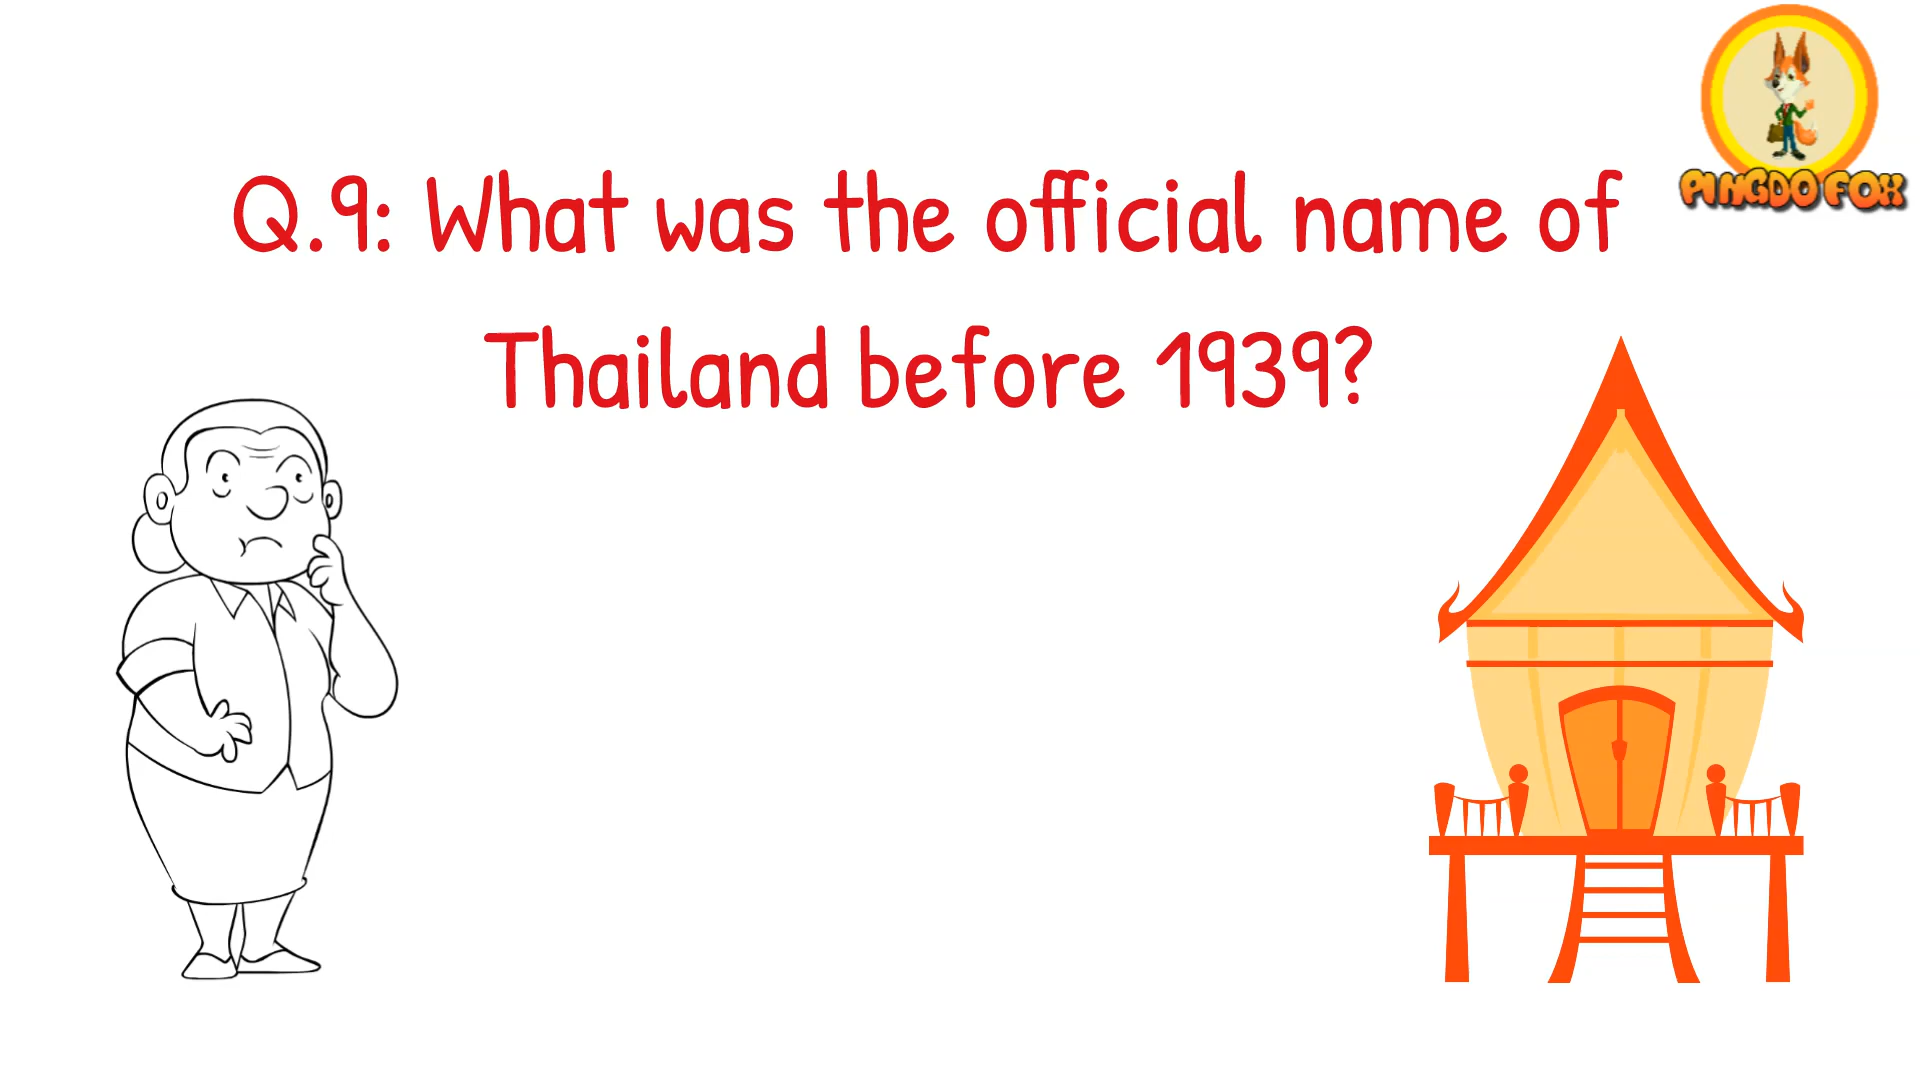 PINGDO FOX
Q.9: What was the official name of
Thailand before 1939?